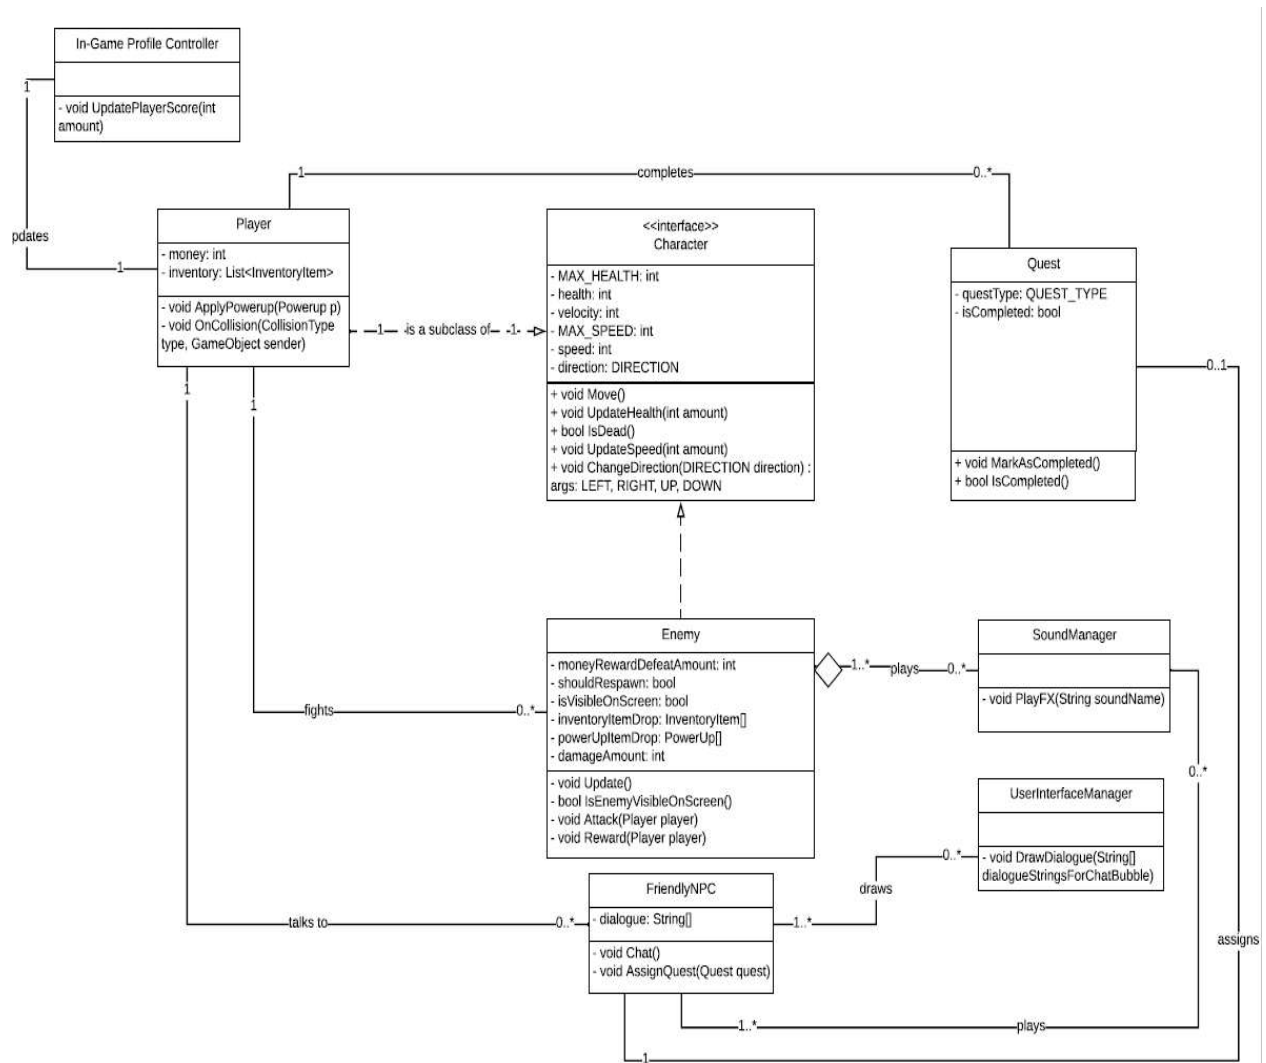 In-Game Profile Controller
- void UpdatePlayerScore(int
amount)
1
pdates
1
1
completes
0..*
Player
- money: int
- inventory: List<InventoryItem>
- void ApplyPowerup(Powerup p)
- void OnCollision(CollisionType
type, GameObject sender)
1
is a subclass of
1
<<interface>>
Character
- MAX_HEALTH: int
- health: int
- velocity: int
- MAX_SPEED: int
- speed: int
- direction: DIRECTION
+ void Move()
+ void UpdateHealth(int amount)
+ bool IsDead()
+ void UpdateSpeed(int amount)
+ void ChangeDirection(DIRECTION direction) :
args: LEFT, RIGHT, UP, DOWN
Quest
- questType: QUEST_TYPE
- isCompleted: bool
+ void MarkAsCompleted()
+ bool IsCompleted()
0..1
1
1
fights
0..*
Enemy
- moneyRewardDefeatAmount: int
- shouldRespawn: bool
- isVisibleOnScreen: bool
- inventoryItemDrop: InventoryItem[]
- powerUpItemDrop: PowerUp[]
- damageAmount: int
- void Update()
- bool IsEnemyVisibleOnScreen()
- void Attack(Player player)
- void Reward(Player player)
1..*
plays
0..*
SoundManager
- void PlayFX(String soundName)
0..*
UserInterfaceManager
- void DrawDialogue(String[]
dialogueStringsForChatBubble)
0..*
draws
1..*
FriendlyNPC
- dialogue: String[]
- void Chat()
- void AssignQuest(Quest quest)
talks to
0..*
assigns
1..*
plays
1